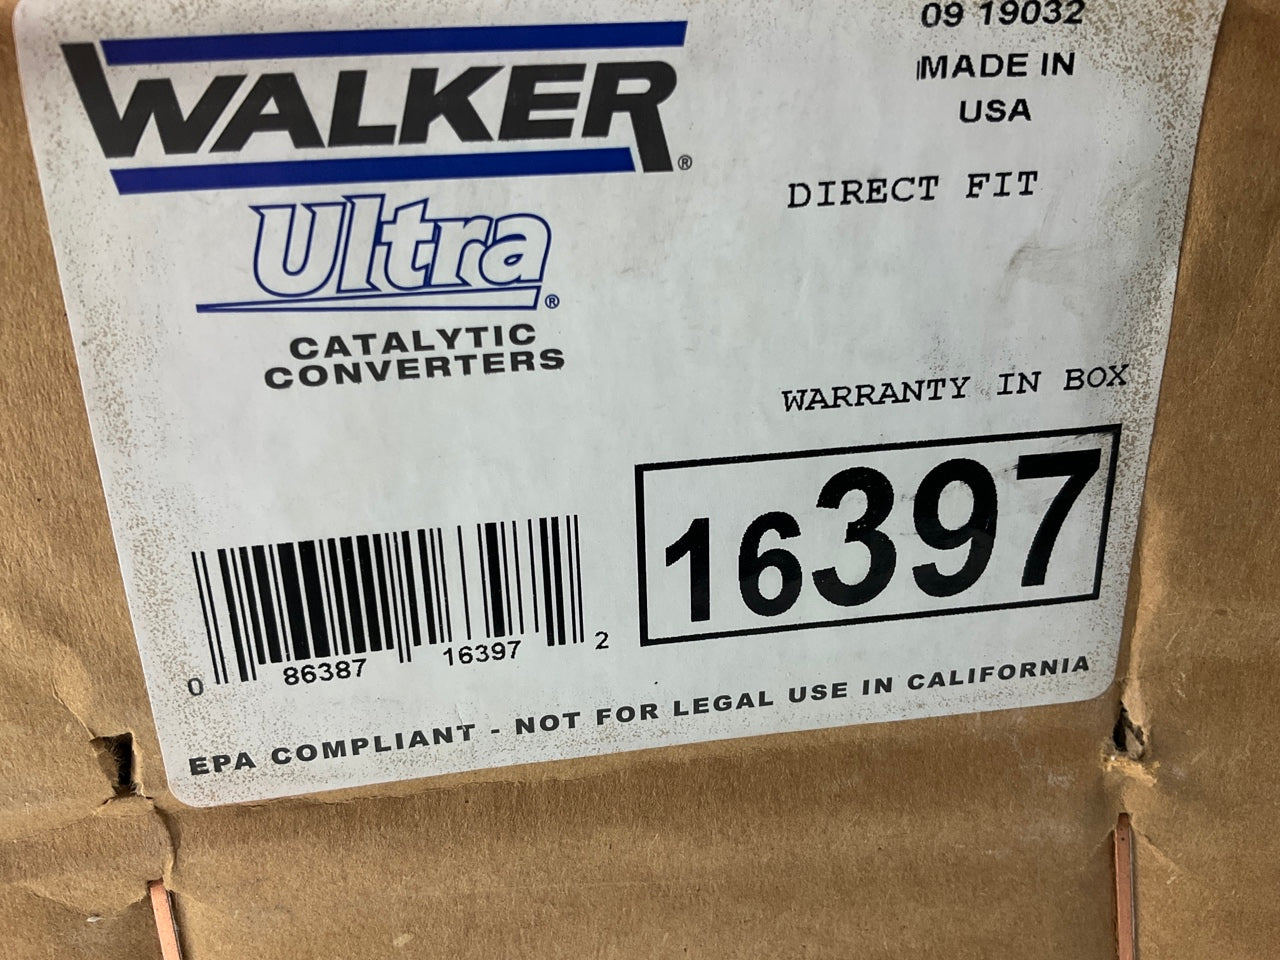 WALKER®
Ultra®
CATALYTIC
CONVERTERS
09 19032
MADE IN
USA
DIRECT FIT
WARRANTY IN BOX
16397
0 86387 16397 2
EPA COMPLIANT - NOT FOR LEGAL USE IN CALIFORNIA